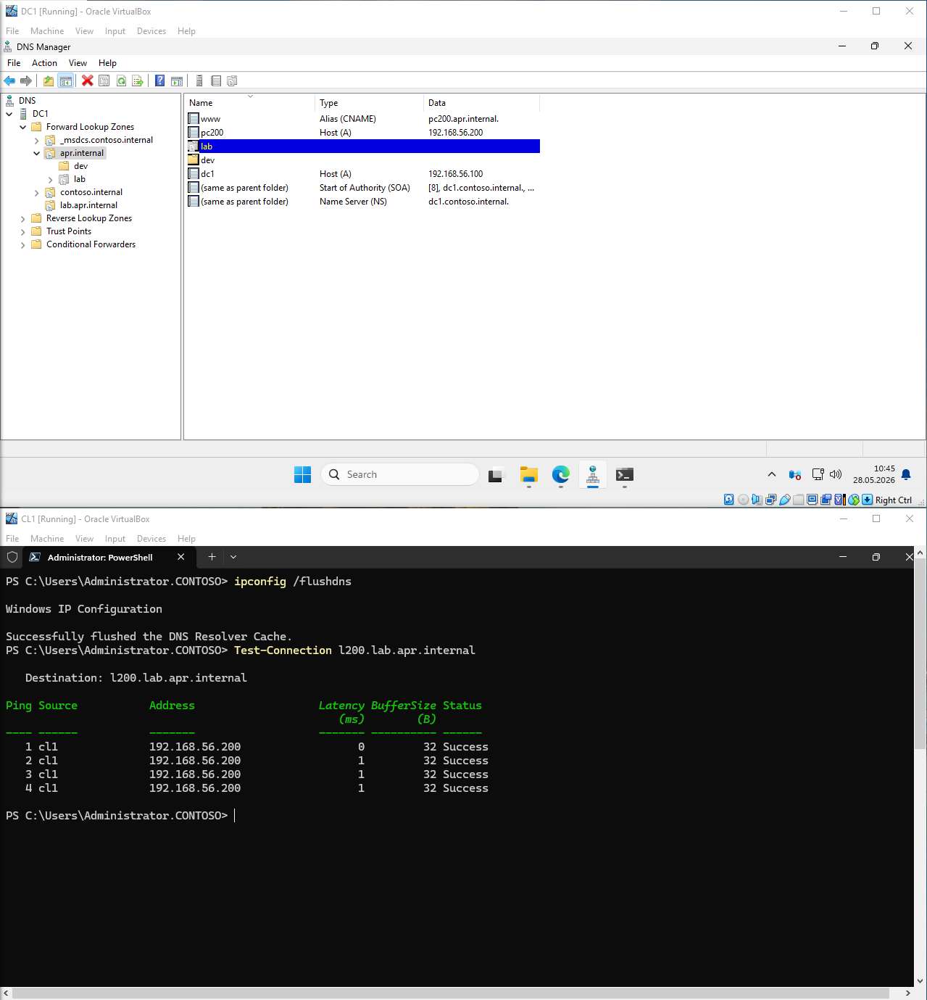 DC1 [Running] - Oracle VirtualBox
File Machine View Input Devices Help
DNS Manager
File Action View Help
DNS
DC1
Forward Lookup Zones
_msdcs.contoso.internal
apr.internal
dev
lab
contoso.internal
lab.apr.internal
Reverse Lookup Zones
Trust Points
Conditional Forwarders
Name Type Data
www Alias (CNAME) pc200.apr.internal.
pc200 Host (A) 192.168.56.200
lab
dev
dc1 Host (A) 192.168.56.100
(same as parent folder) Start of Authority (SOA) [8], dc1.contoso.internal., ...
(same as parent folder) Name Server (NS) dc1.contoso.internal.
Search
10:45
28.05.2026
Right Ctrl
CL1 [Running] - Oracle VirtualBox
File Machine View Input Devices Help
Administrator: PowerShell
PS C:\Users\Administrator.CONTOSO> ipconfig /flushdns
Windows IP Configuration
Successfully flushed the DNS Resolver Cache.
PS C:\Users\Administrator.CONTOSO> Test-Connection l200.lab.apr.internal
Destination: l200.lab.apr.internal
Ping Source Address Latency BufferSize Status
(ms) (B)
---- ------ ------- ------- ---------- ------
1 cl1 192.168.56.200 0 32 Success
2 cl1 192.168.56.200 1 32 Success
3 cl1 192.168.56.200 1 32 Success
4 cl1 192.168.56.200 1 32 Success
PS C:\Users\Administrator.CONTOSO>